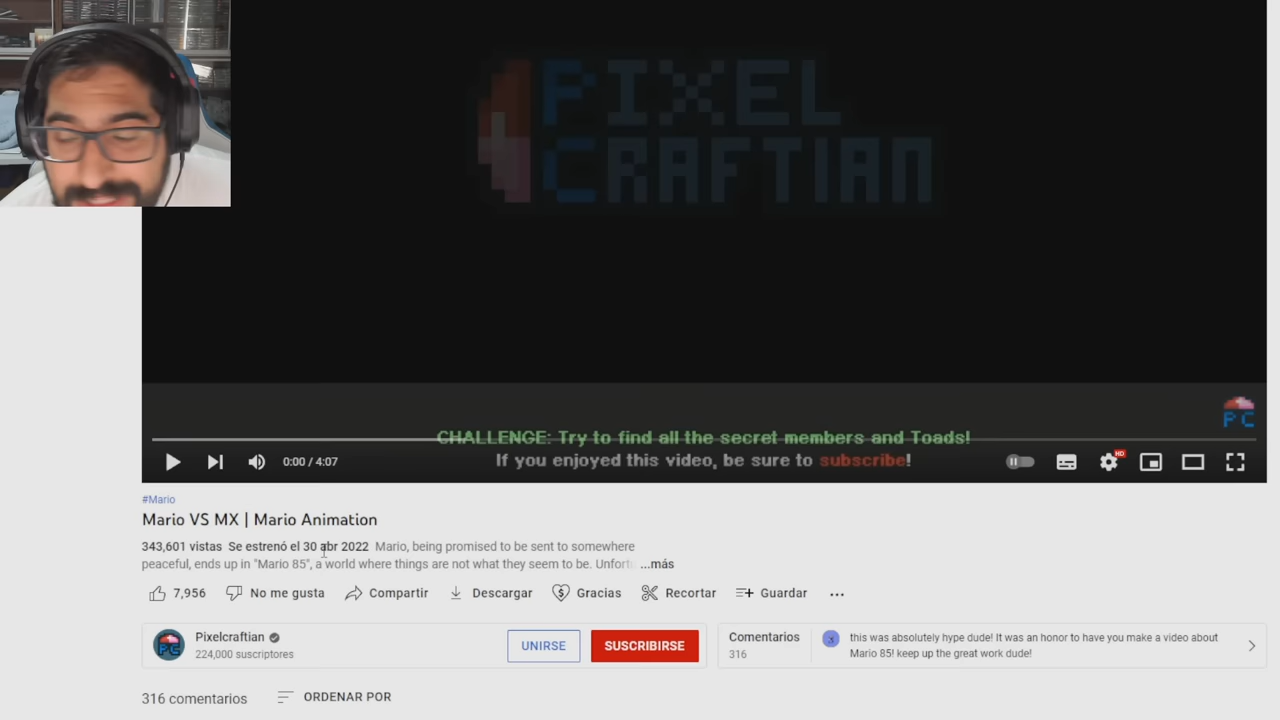 PIXEL
CRAFTIAN
PC
CHALLENGE: Try to find all the secret members and Toads!
0:00 / 4:07
If you enjoyed this video, be sure to subscribe!
HD
#Mario
Mario VS MX | Mario Animation
343,601 vistas Se estrenó el 30 abr 2022 Mario, being promised to be sent to somewhere
peaceful, ends up in "Mario 85", a world where things are not what they seem to be. Unfort ...más
7,956 No me gusta Compartir Descargar Gracias Recortar Guardar ...
Pixelcraftian
224,000 suscriptores
UNIRSE
SUSCRIBIRSE
Comentarios
316
this was absolutely hype dude! It was an honor to have you make a video about
Mario 85! keep up the great work dude!
316 comentarios
ORDENAR POR